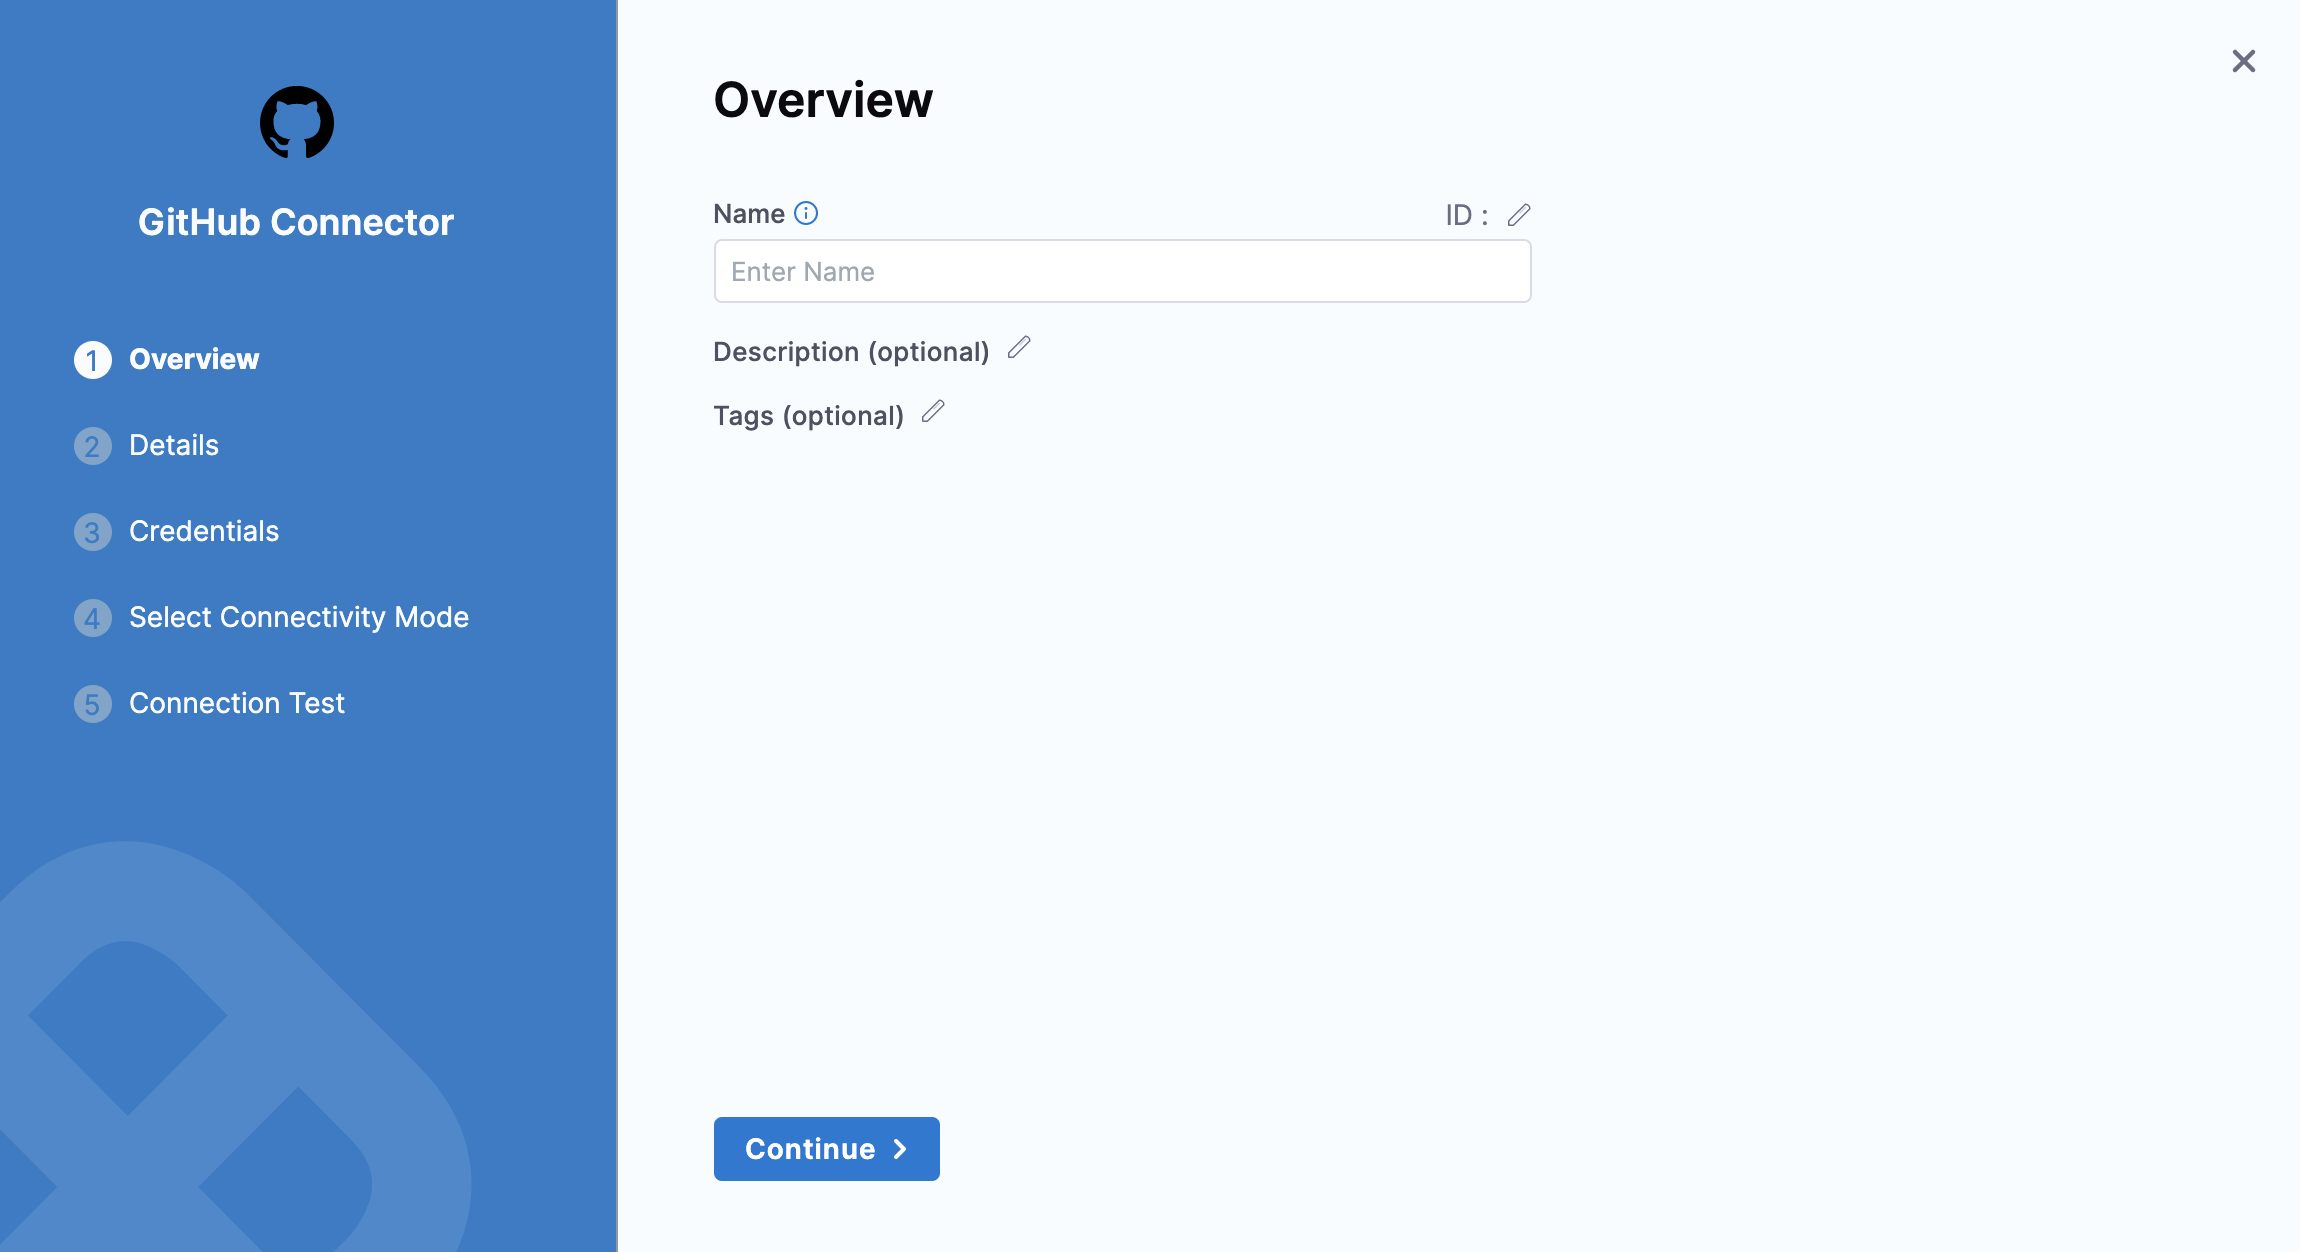 GitHub Connector
1 Overview
2 Details
3 Credentials
4 Select Connectivity Mode
5 Connection Test
Overview
Name
ID :
Enter Name
Description (optional)
Tags (optional)
Continue